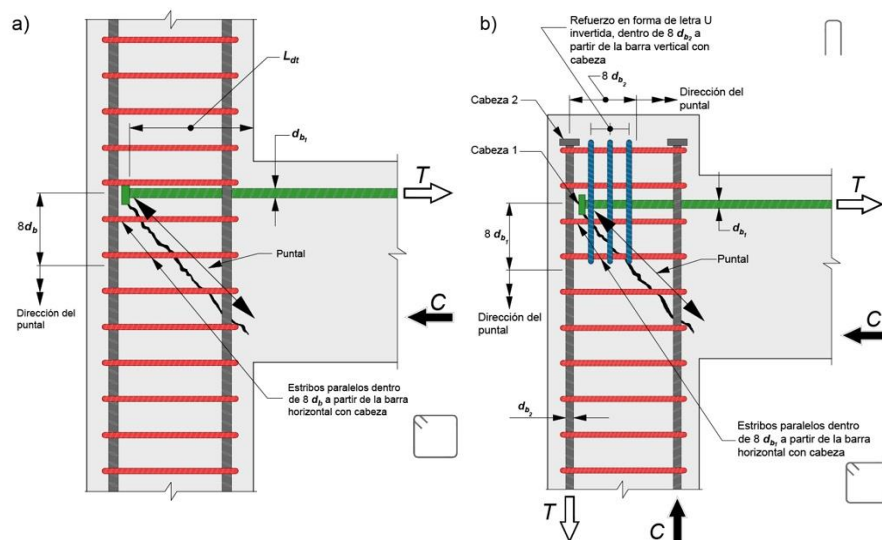 a)
L_dt
d_b1
T
8d_b
Puntal
C
Dirección del
puntal
Estribos paralelos dentro
de 8 d_b a partir de la barra
horizontal con cabeza
b)
Refuerzo en forma de letra U
invertida, dentro de 8 d_b2 a
partir de la barra vertical con
cabeza
8 d_b2
Cabeza 2
Dirección del
puntal
Cabeza 1
T
d_b1
8 d_b1
Puntal
C
Dirección del
puntal
d_b2
Estribos paralelos dentro
de 8 d_b1 a partir de la barra
horizontal con cabeza
T
C